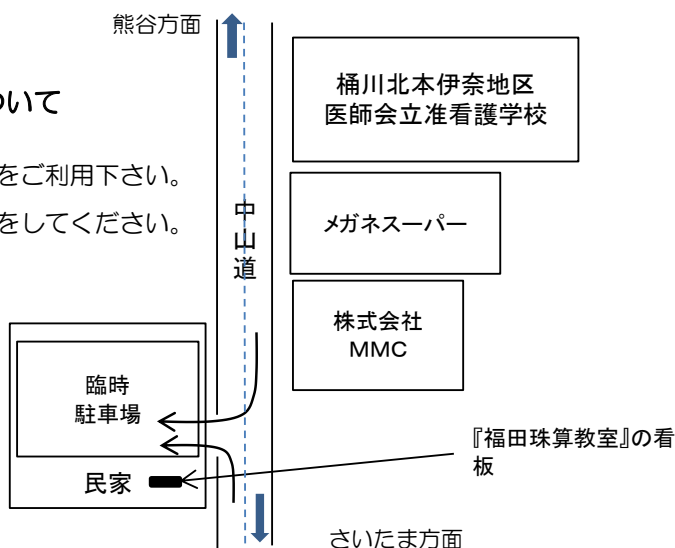 熊谷方面
ついて
をご利用下さい。
をしてください。
桶川北本伊奈地区
医師会立准看護学校
中山道
メガネスーパー
株式会社
MMC
臨時
駐車場
民家
『福田珠算教室』の看
板
さいたま方面